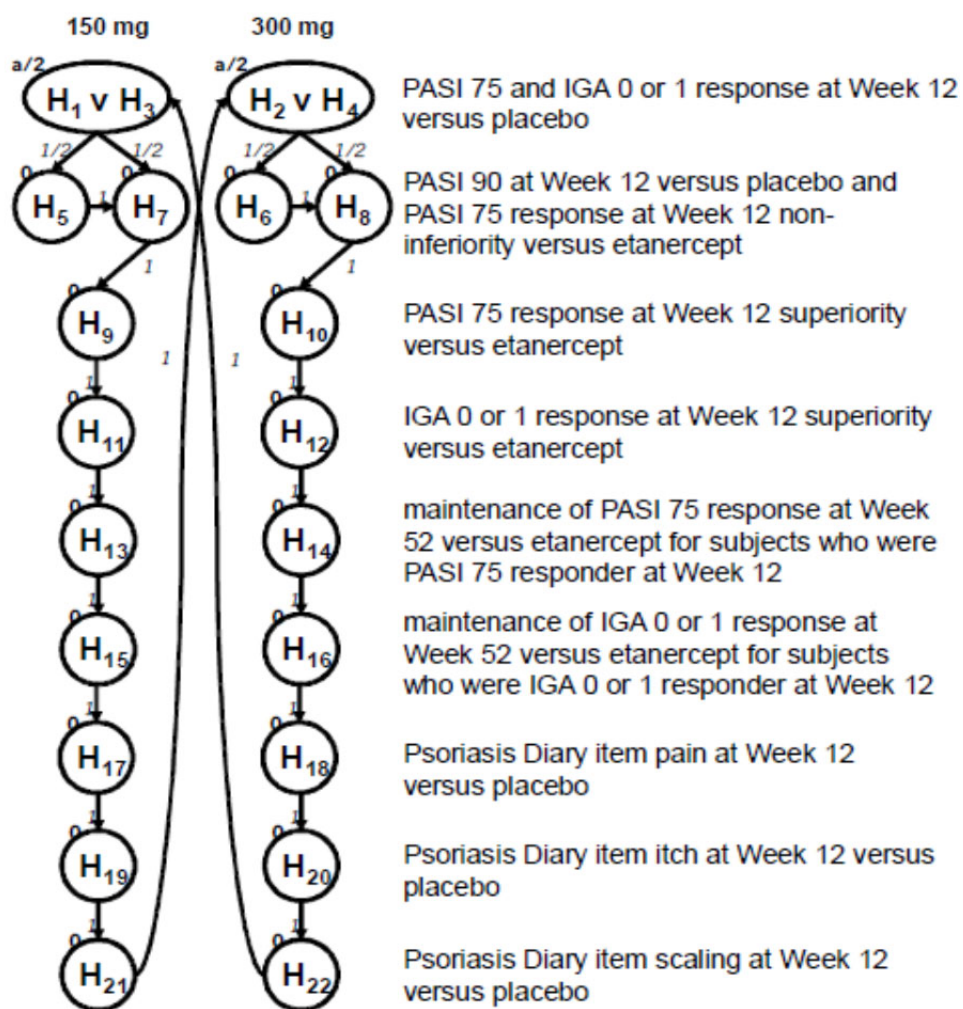 150 mg 300 mg
a/2 a/2
H1 v H3 H2 v H4 PASI 75 and IGA 0 or 1 response at Week 12
versus placebo
1/2 1/2 1/2 1/2
0 0 0 0
H5 1 H7 H6 1 H8 PASI 90 at Week 12 versus placebo and
PASI 75 response at Week 12 non-
inferiority versus etanercept
1 1
0 0
H9 H10 PASI 75 response at Week 12 superiority
versus etanercept
1 1
1 1
0 0
H11 H12 IGA 0 or 1 response at Week 12 superiority
versus etanercept
1 1
0 0
H13 H14 maintenance of PASI 75 response at Week
52 versus etanercept for subjects who were
PASI 75 responder at Week 12
1 1
0 0
H15 H16 maintenance of IGA 0 or 1 response at
Week 52 versus etanercept for subjects
who were IGA 0 or 1 responder at Week 12
1 1
0 0
H17 H18 Psoriasis Diary item pain at Week 12
versus placebo
1 1
0 0
H19 H20 Psoriasis Diary item itch at Week 12 versus
placebo
1 1
0 0
H21 H22 Psoriasis Diary item scaling at Week 12
versus placebo